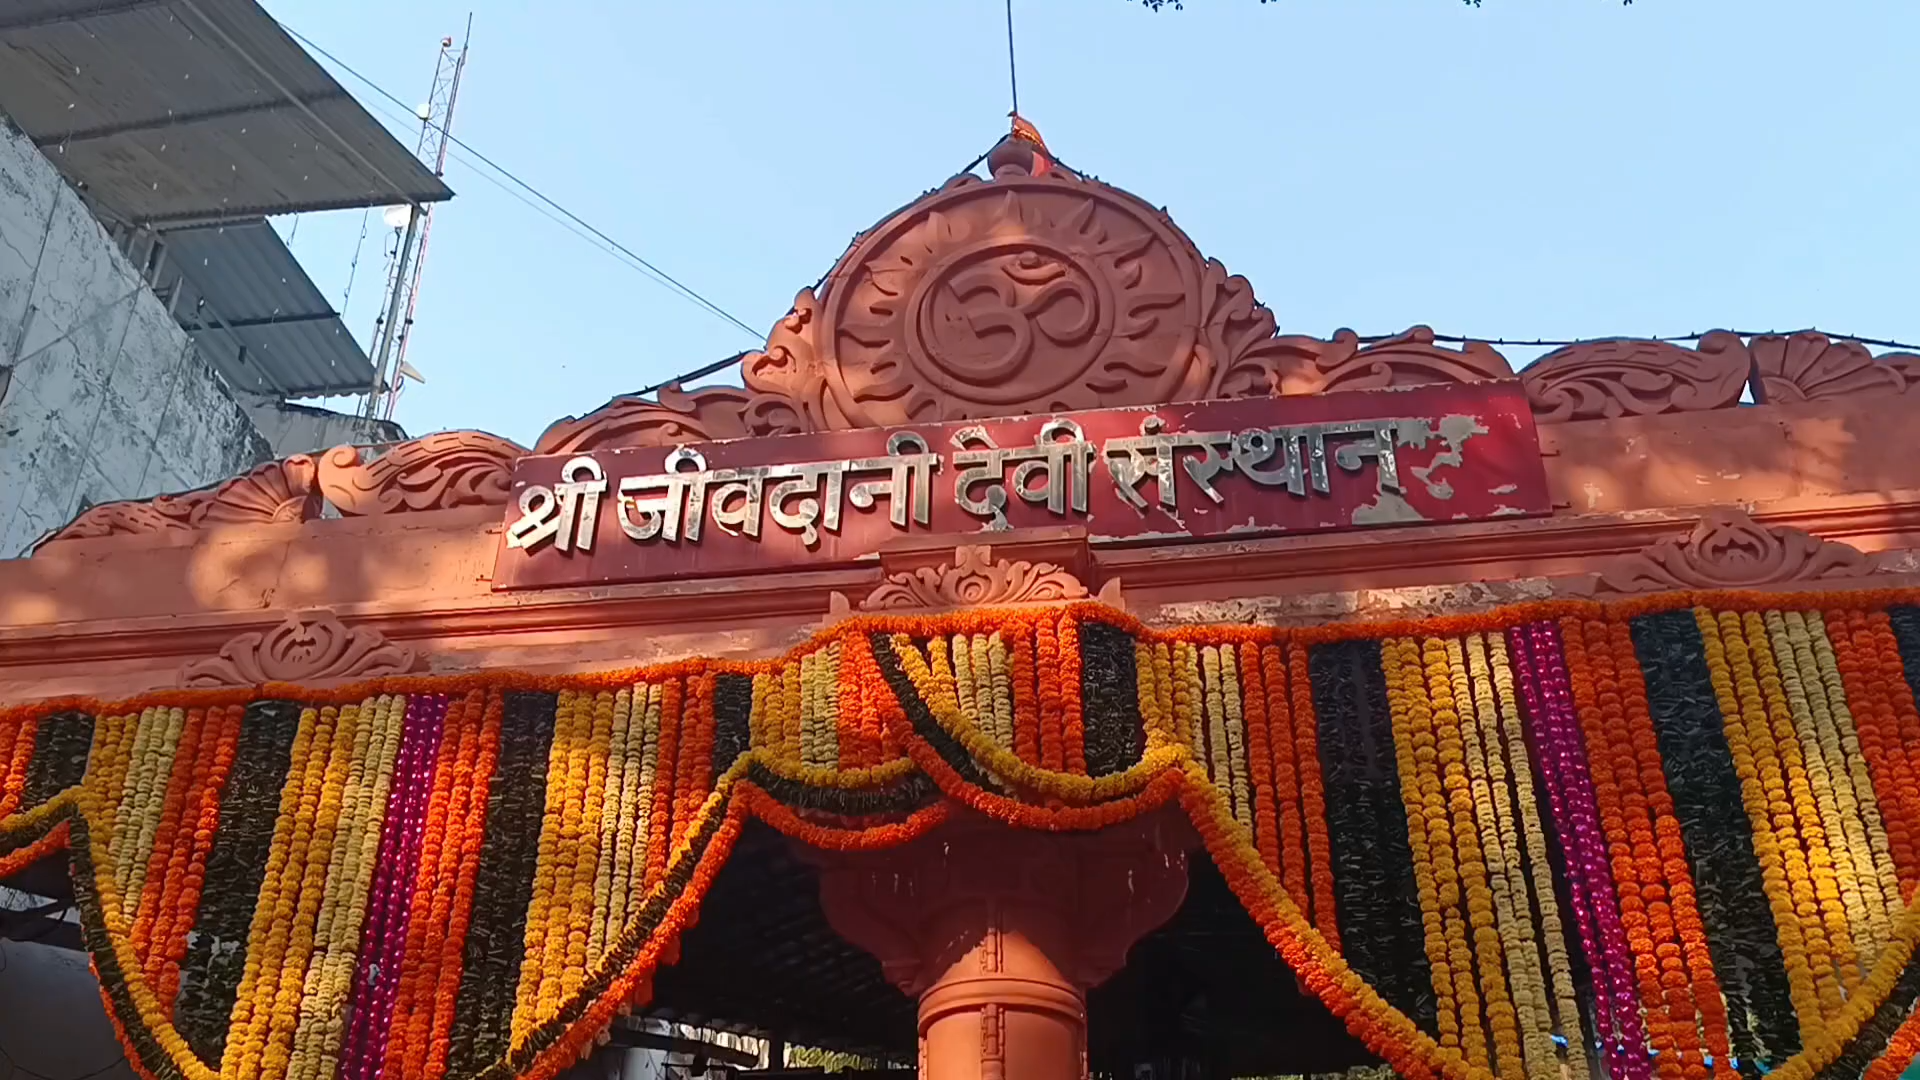 ॐ
श्री जीवदानी देवी संस्थान